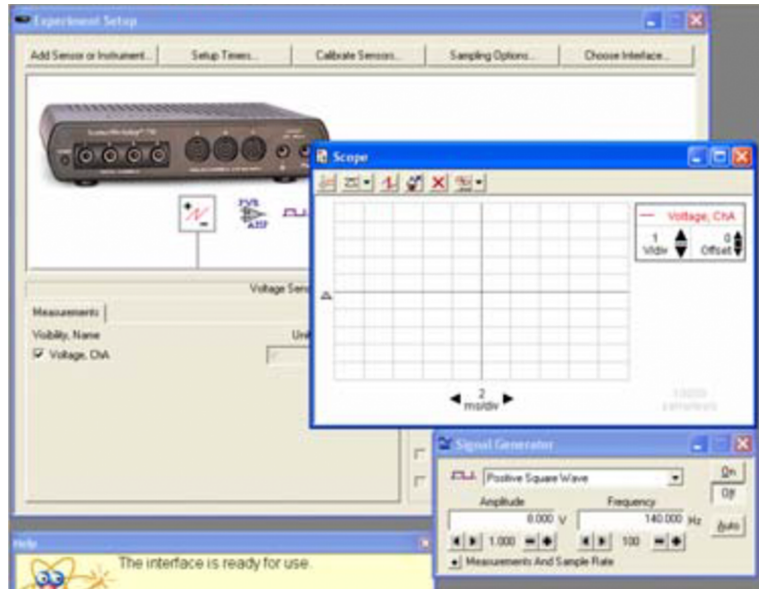 Experiment Setup
Add Sensor or Instrument...
Setup Timers...
Calibrate Sensors...
Sampling Options...
Choose Interface...
PWR
AMP
Voltage Sens
Measurements
Visibility, Name
Unit
Voltage, ChA
Scope
Voltage, ChA
1
V/div
0
Offset
2
ms/div
Signal Generator
Positive Square Wave
On
Off
Auto
Amplitude
Frequency
140.000 Hz
V
1.000
100
Measurements And Sample Rate
Help
The interface is ready for use.